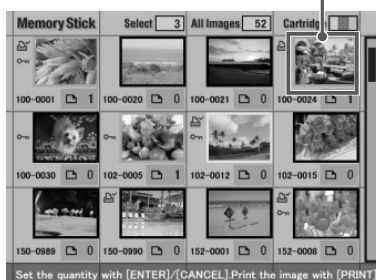 Memory Stick Select 3 All Images 52 Cartridge
100-0001 1 100-0020 0 100-0021 0 100-0024 1
100-0030 0 102-0005 1 102-0012 0 102-0015 0
150-0989 0 150-0990 0 152-0001 0 152-0008 0
Set the quantity with [ENTER]/[CANCEL].Print the image with [PRINT